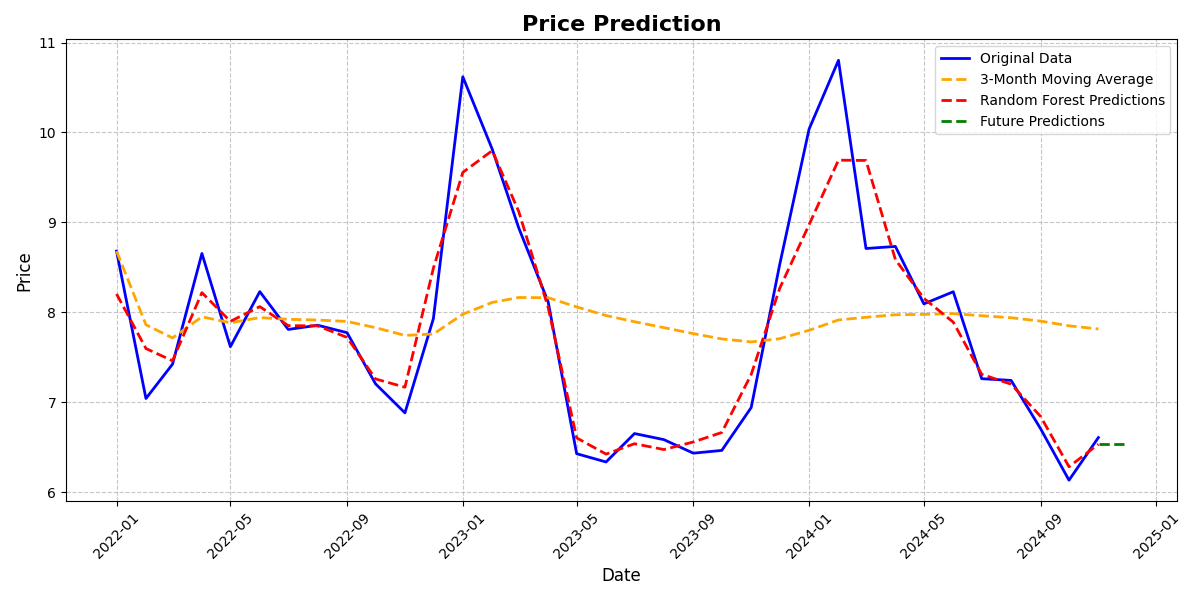 Price Prediction
Original Data
3-Month Moving Average
Random Forest Predictions
Future Predictions
11
10
9
8
7
6
Price
2022-01
2022-05
2022-09
2023-01
2023-05
2023-09
2024-01
2024-05
2024-09
2025-01
Date